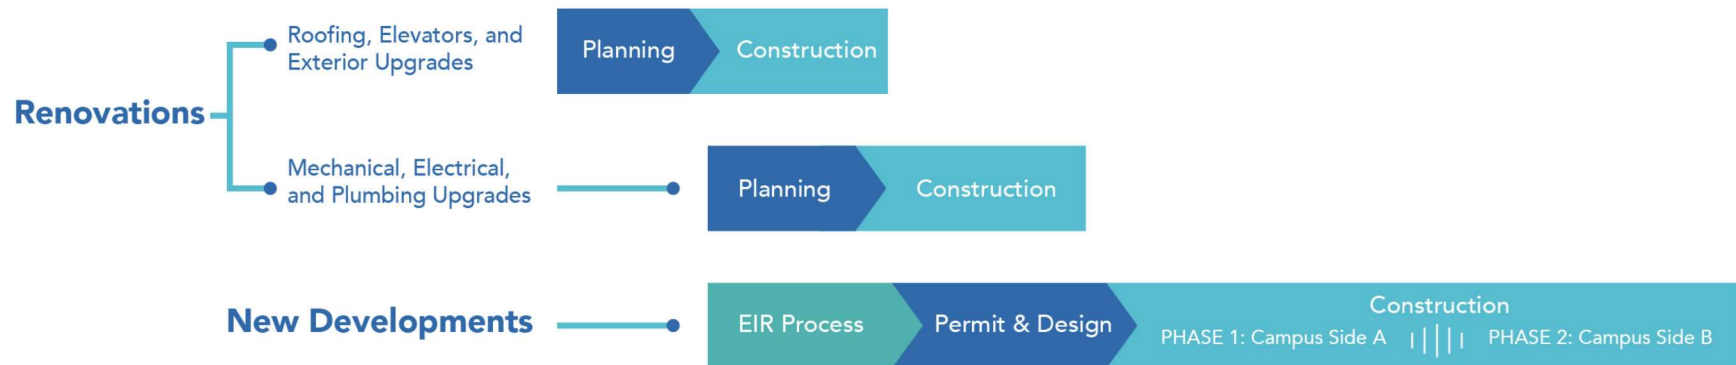 Renovations
Roofing, Elevators, and
Exterior Upgrades
Planning
Construction
Mechanical, Electrical,
and Plumbing Upgrades
Planning
Construction
New Developments
EIR Process
Permit & Design
Construction
PHASE 1: Campus Side A
PHASE 2: Campus Side B